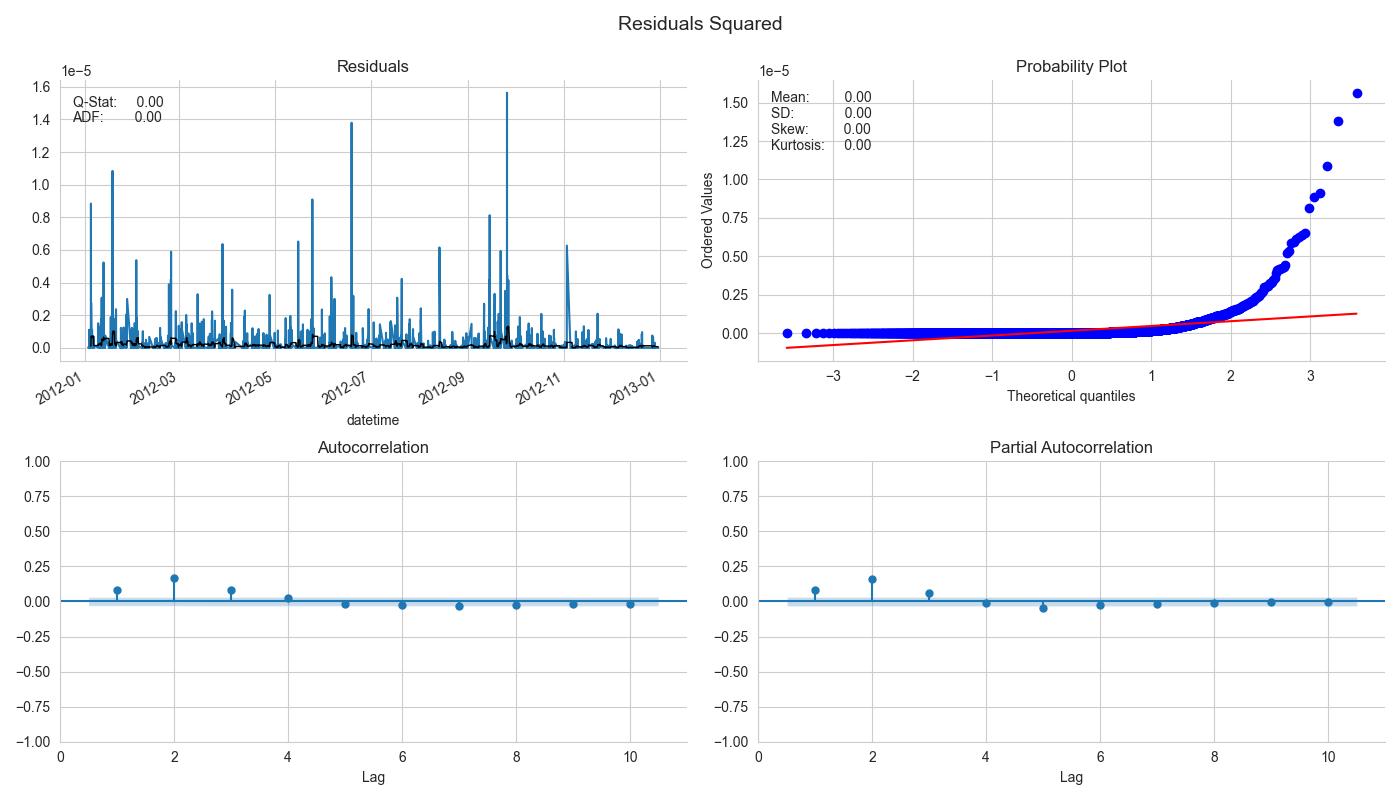 Residuals Squared
Residuals
1e−5
Q-Stat: 0.00
ADF: 0.00
1.6
1.4
1.2
1.0
0.8
0.6
0.4
0.2
0.0
2012-01
2012-03
2012-05
2012-07
2012-09
2012-11
2013-01
datetime
Probability Plot
1e−5
Mean: 0.00
SD: 0.00
Skew: 0.00
Kurtosis: 0.00
Ordered Values
1.50
1.25
1.00
0.75
0.50
0.25
0.00
−3 −2 −1 0 1 2 3
Theoretical quantiles
Autocorrelation
1.00
0.75
0.50
0.25
0.00
−0.25
−0.50
−0.75
−1.00
0 2 4 6 8 10
Lag
Partial Autocorrelation
1.00
0.75
0.50
0.25
0.00
−0.25
−0.50
−0.75
−1.00
0 2 4 6 8 10
Lag